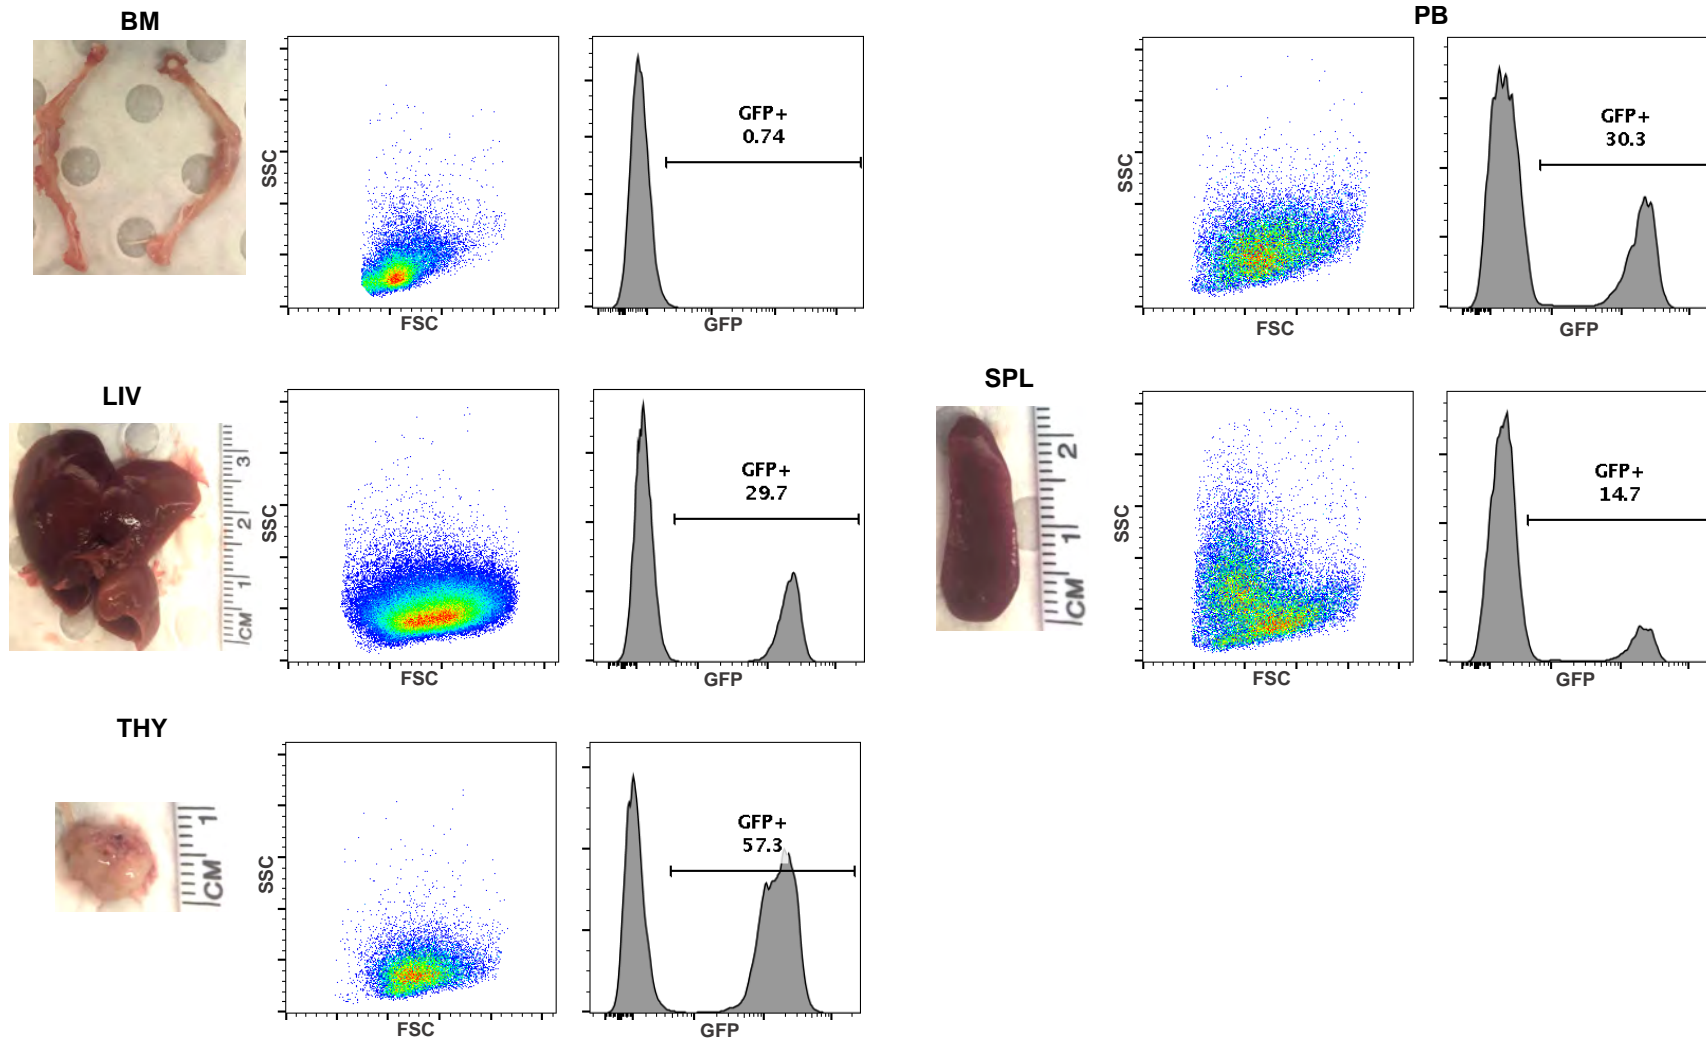 BM
SSC
FSC
GFP+
0.74
GFP
PB
SSC
FSC
GFP+
30.3
GFP
LIV
3
2
1
CM
SSC
FSC
GFP+
29.7
GFP
SPL
2
1
CM
SSC
FSC
GFP+
14.7
GFP
THY
1
CM
SSC
FSC
GFP+
57.3
GFP